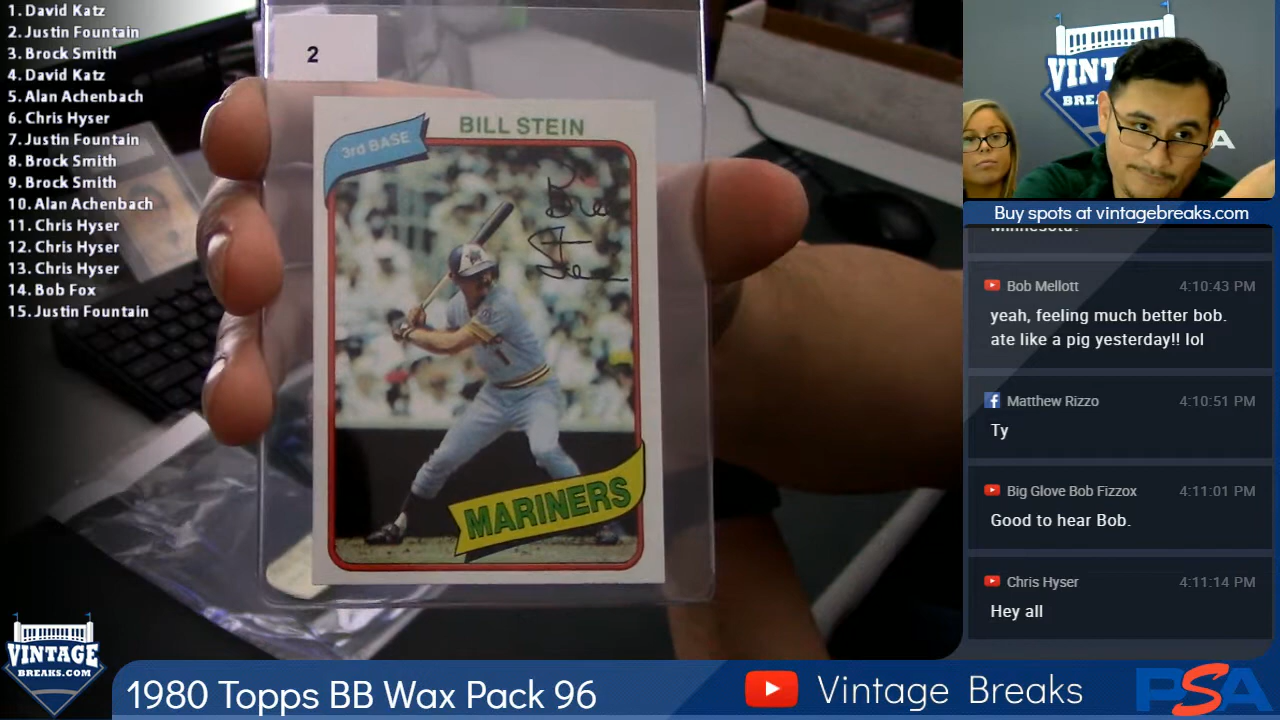 1. David Katz
2. Justin Fountain
3. Brock Smith
4. David Katz
5. Alan Achenbach
6. Chris Hyser
7. Justin Fountain
8. Brock Smith
9. Brock Smith
10. Alan Achenbach
11. Chris Hyser
12. Chris Hyser
13. Chris Hyser
14. Bob Fox
15. Justin Fountain
2
BILL STEIN
3rd BASE
1
MARINERS
VINT
BRE
A
Buy spots at vintagebreaks.com
Minnesota?
Bob Mellott 4:10:43 PM
yeah, feeling much better bob.
ate like a pig yesterday!! lol
Matthew Rizzo 4:10:51 PM
Ty
Big Glove Bob Fizzox 4:11:01 PM
Good to hear Bob.
Chris Hyser 4:11:14 PM
Hey all
VINTAGE
BREAKS.COM
1980 Topps BB Wax Pack 96
Vintage Breaks
PSA